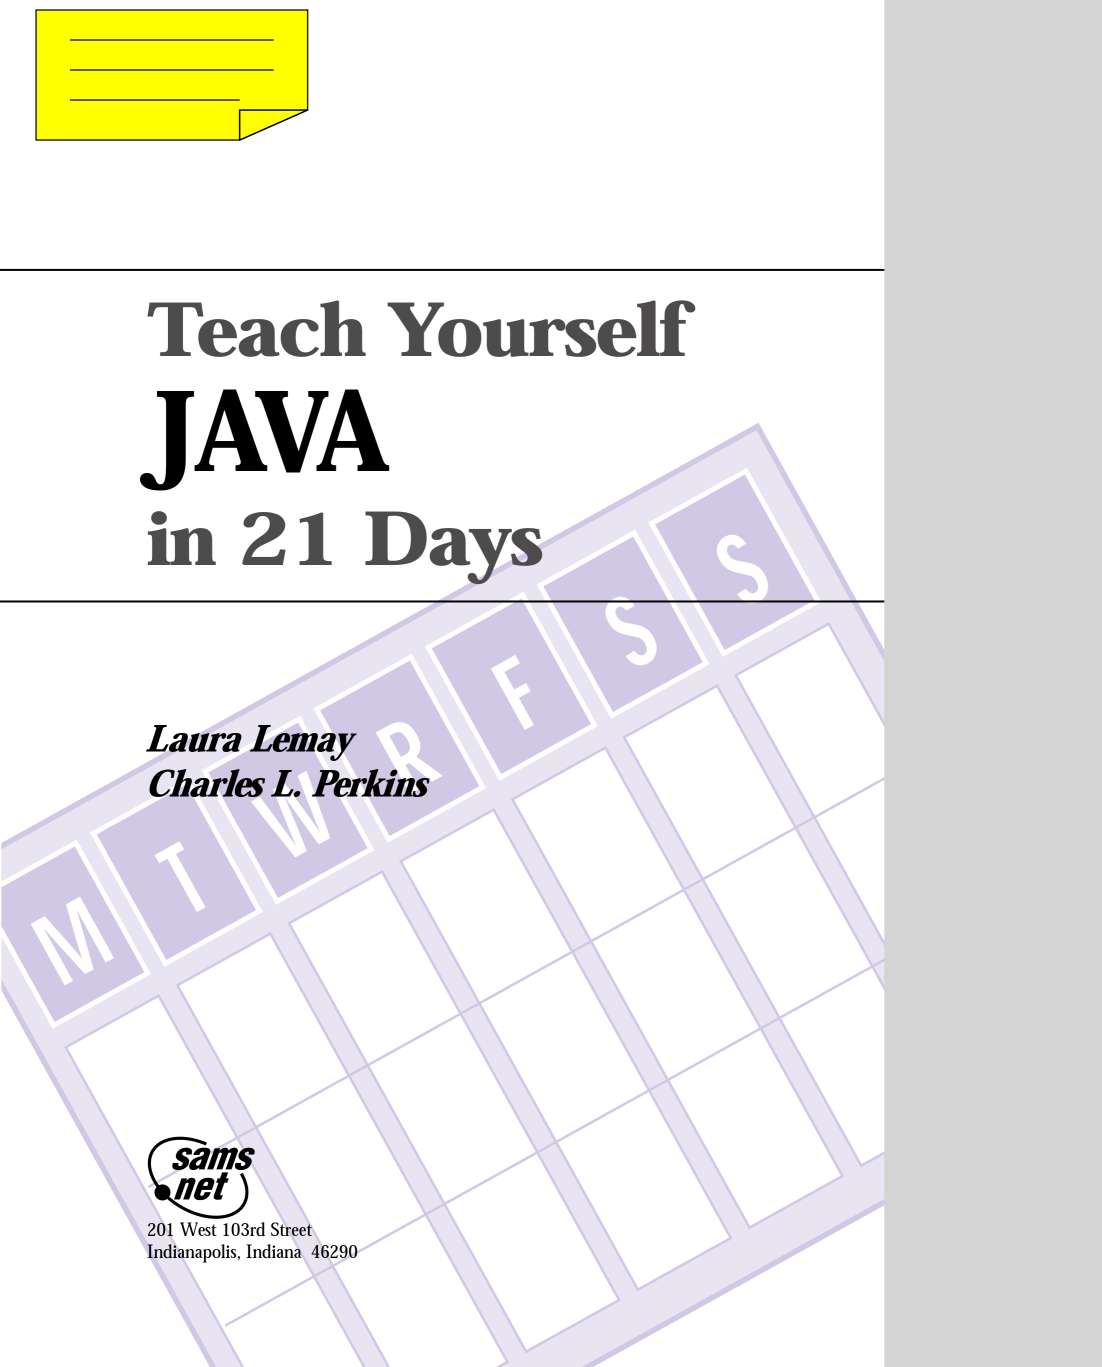 Teach Yourself
JAVA
in 21 Days
Laura Lemay
Charles L. Perkins
M T W R F S S
sams
net
201 West 103rd Street
Indianapolis, Indiana 46290